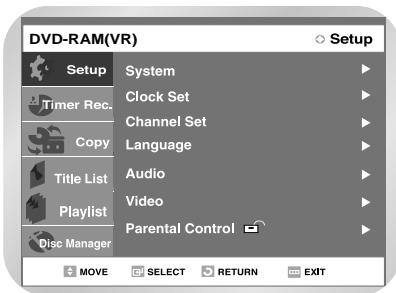 DVD-RAM(VR) Setup
Setup
System
Timer Rec.
Clock Set
Channel Set
Copy
Language
Title List
Audio
Playlist
Video
Disc Manager
Parental Control
MOVE SELECT RETURN EXIT